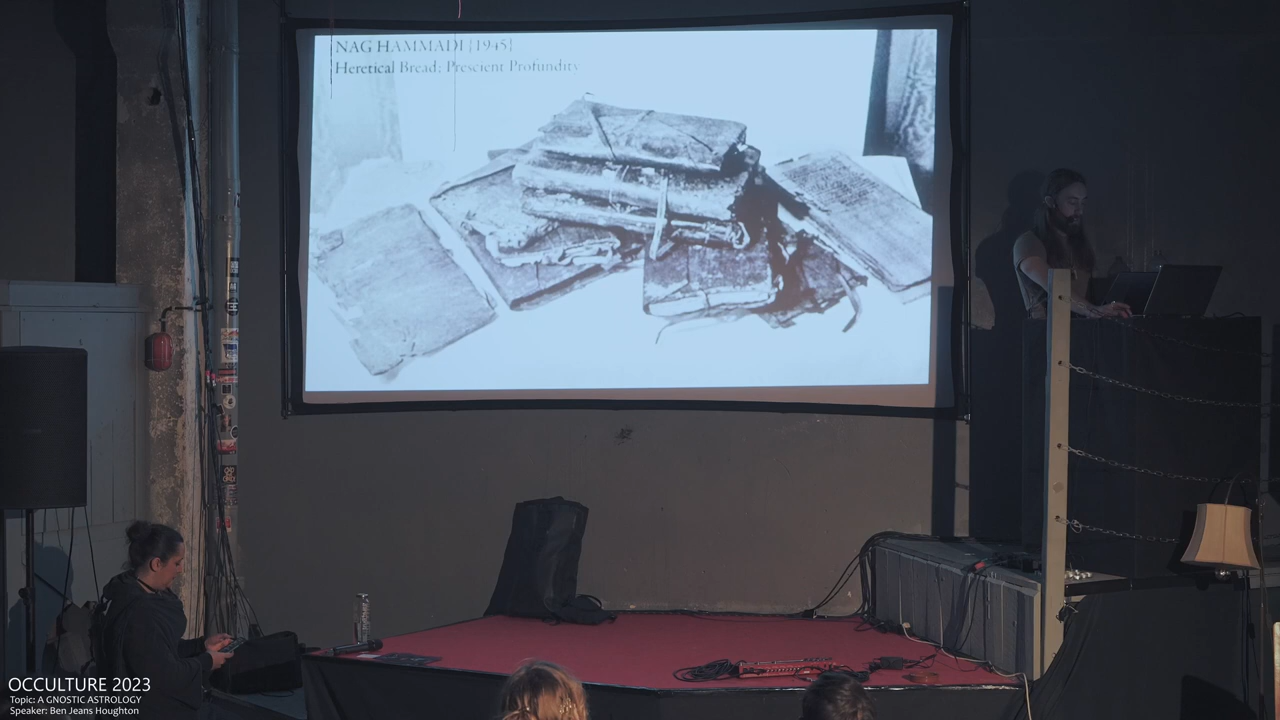 NAG HAMMADI [1945]
Heretical Bread; Prescient Profundity
OCCULTURE 2023
Topic: A GNOSTIC ASTROLOGY
Speaker: Ben Jeans Houghton